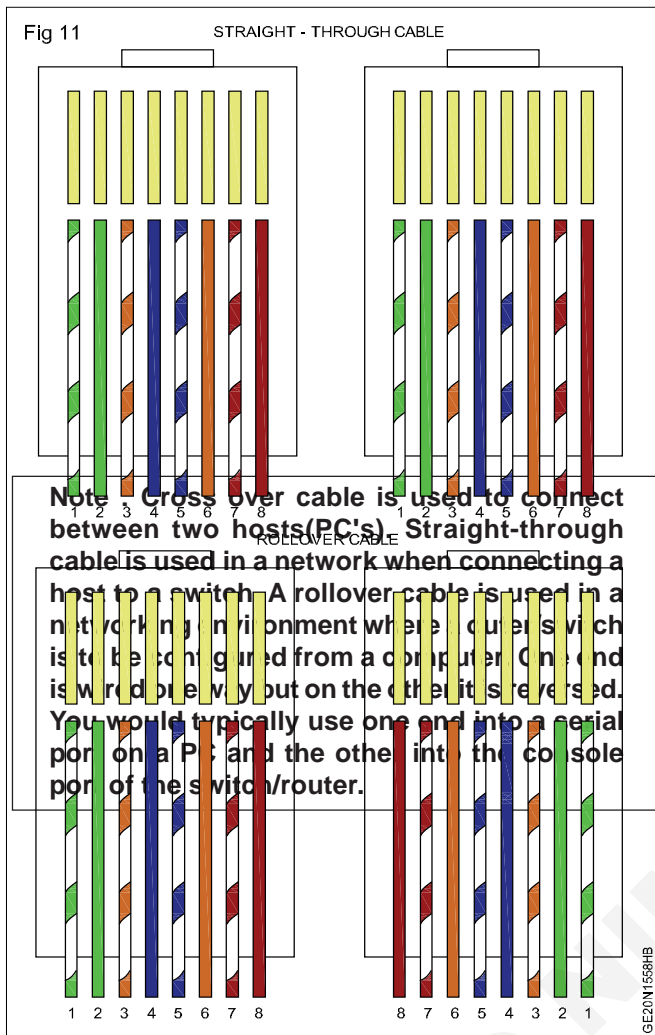 Fig 11
STRAIGHT - THROUGH CABLE
1 2 3 4 5 6 7 8
1 2 3 4 5 6 7 8
Note : Cross over cable is used to connect
between two hosts(PC's). Straight-through
ROLLOVER CABLE
cable is used in a network when connecting a
host to a switch. A rollover cable is used in a
networking environment where a router/switch
is to be configured from a computer. One end
is wired one way but on the other it is reversed.
You would typically use one end into a serial
port on a PC and the other into the console
port of the switch/router.
1 2 3 4 5 6 7 8
8 7 6 5 4 3 2 1
GE20N1558HB